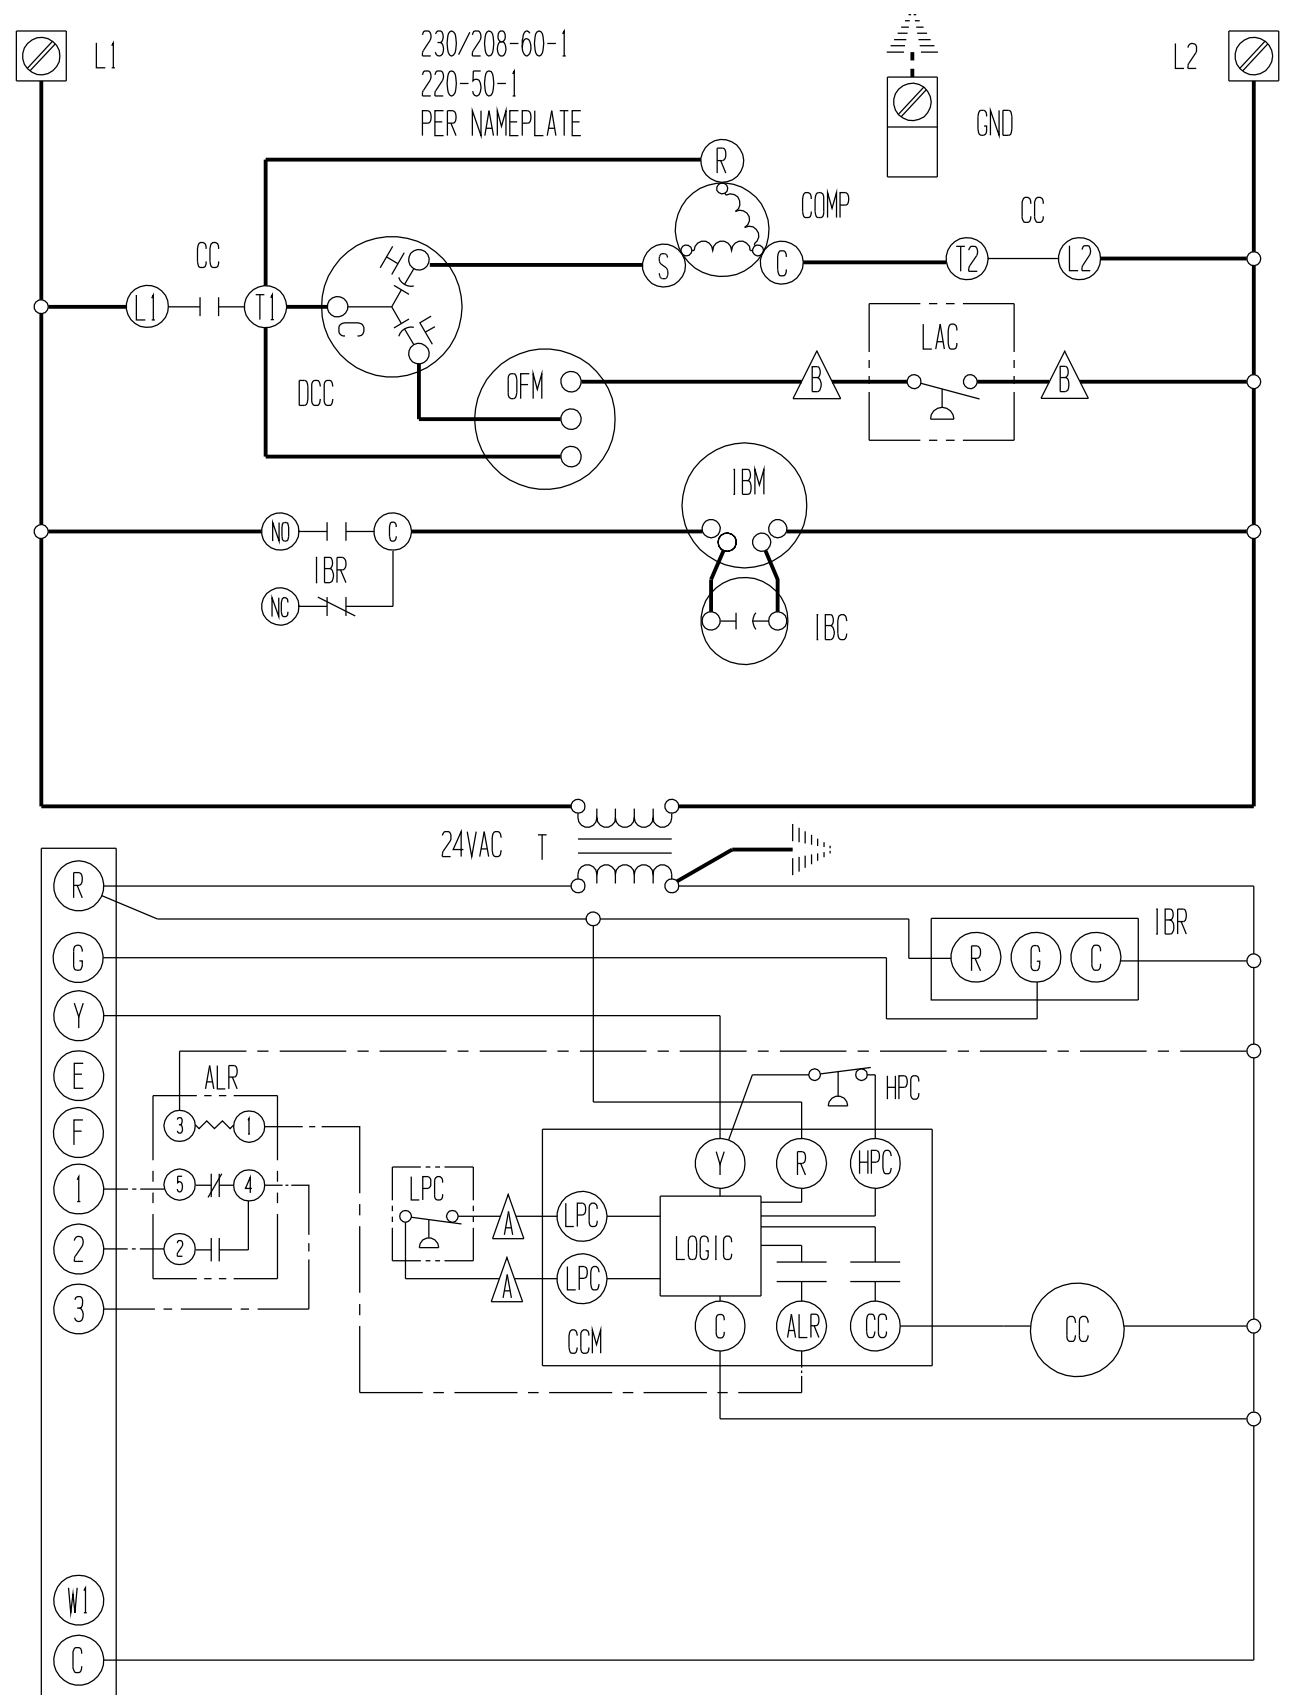 L1
230/208-60-1
220-50-1
PER NAMEPLATE
GND
L2
R
COMP
CC
CC
H
S
C
T2
L2
L1
T1
C
F
DCC
OFM
B
LAC
B
IBM
NO
C
IBR
NC
IBC
24VAC T
R
IBR
G
R
G
C
Y
E
ALR
HPC
F
3
1
Y
R
HPC
1
5
4
LPC
A
LPC
LOGIC
2
2
A
LPC
3
C
ALR
CC
CC
CCM
W1
C